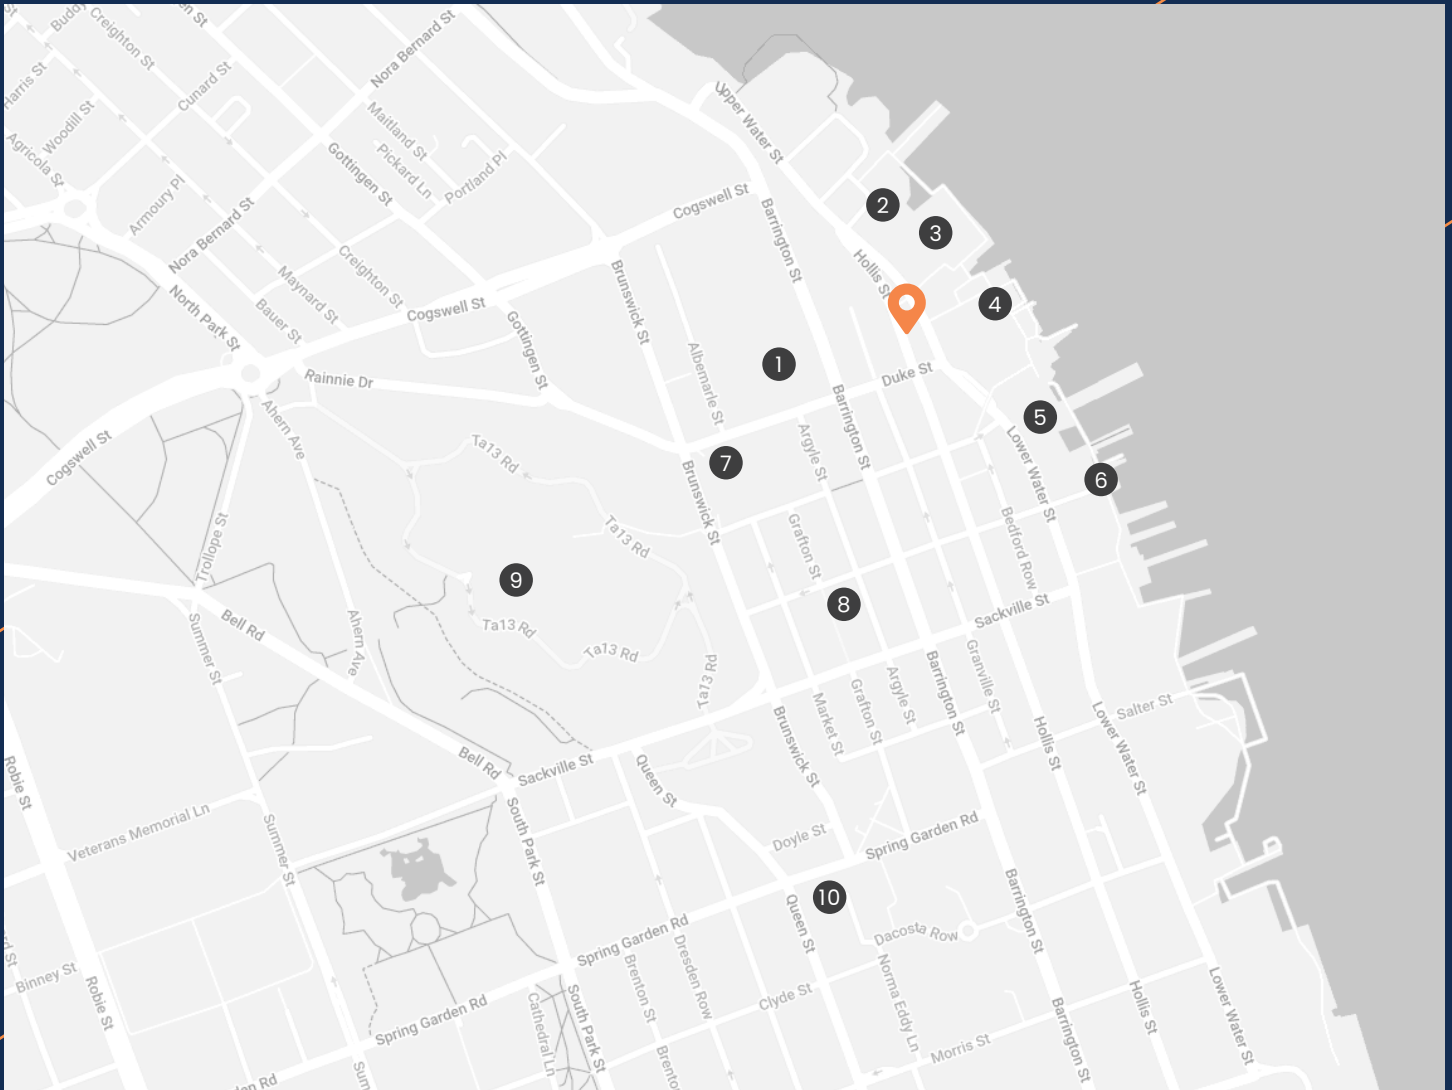 Buddy
Creighton St
en St
Nora Bernard St
Harris St
Cunard St
Woodill St
Maitland St
Upper Water St
Agricola St
Pickard Ln
Gottingen St
Portland Pl
Armoury Pl
Cogswell St
Barrington St
2
3
Nora Bernard St
Creighton St
Hollis St
Maynard St
Brunswick St
North Park St
Bauer St
Cogswell St
4
Gottingen St
1
Albemarle St
Rainnie Dr
Duke St
Barrington St
5
Ahern Ave
Argyle St
Lower Water St
Cogswell St
Ta13 Rd
7
6
Brunswick St
Trollope St
Ta13 Rd
Grafton St
Bedford Row
9
8
Sackville St
Bell Rd
Summer St
Ahern Ave
Ta13 Rd
Ta13 Rd
Ta13 Rd
Granville St
Barrington St
Argyle St
Grafton St
Market St
Salter St
Brunswick St
Lower Water St
Hollis St
Bell Rd
Sackville St
Queen St
Robie St
South Park St
Veterans Memorial Ln
Summer St
Doyle St
Spring Garden Rd
Barrington St
10
Queen St
Spring Garden Rd
Dacosta Row
rd St
Binney St
Robie St
Dresden Row
Brenton St
Norma Eddy Ln
Clyde St
Lower Water St
Hollis St
Cathedral Ln
South Park St
Spring Garden Rd
Barrington St
Morris St
Brento
Sum
en Rd